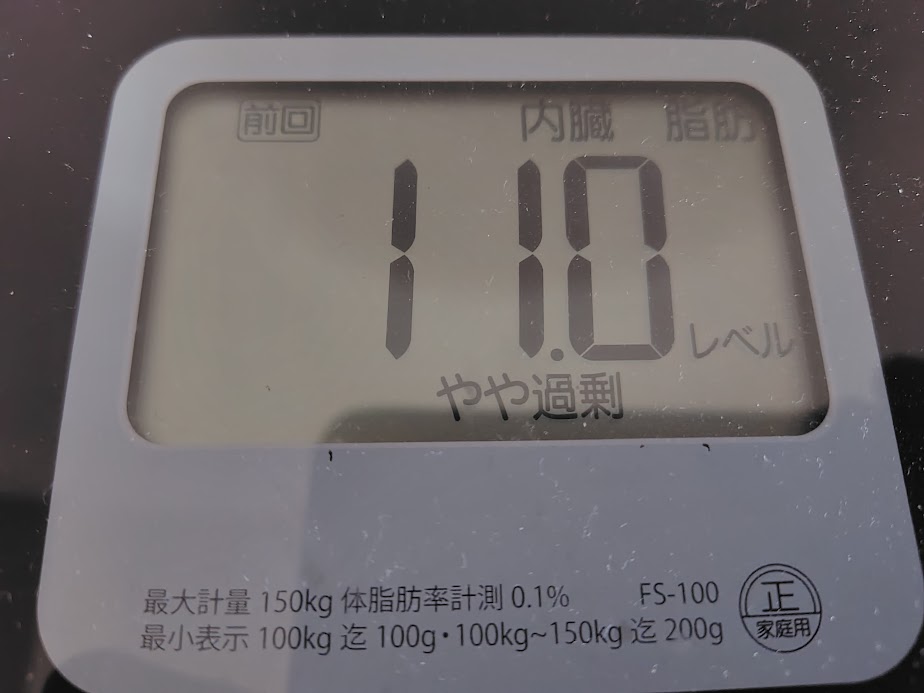 前回 内臓 脂肪
11.0 レベル
やや過剰
最大計量 150kg 体脂肪率計測 0.1% FS-100
最小表示 100kg 迄 100g・100kg~150kg 迄 200g
正
家庭用